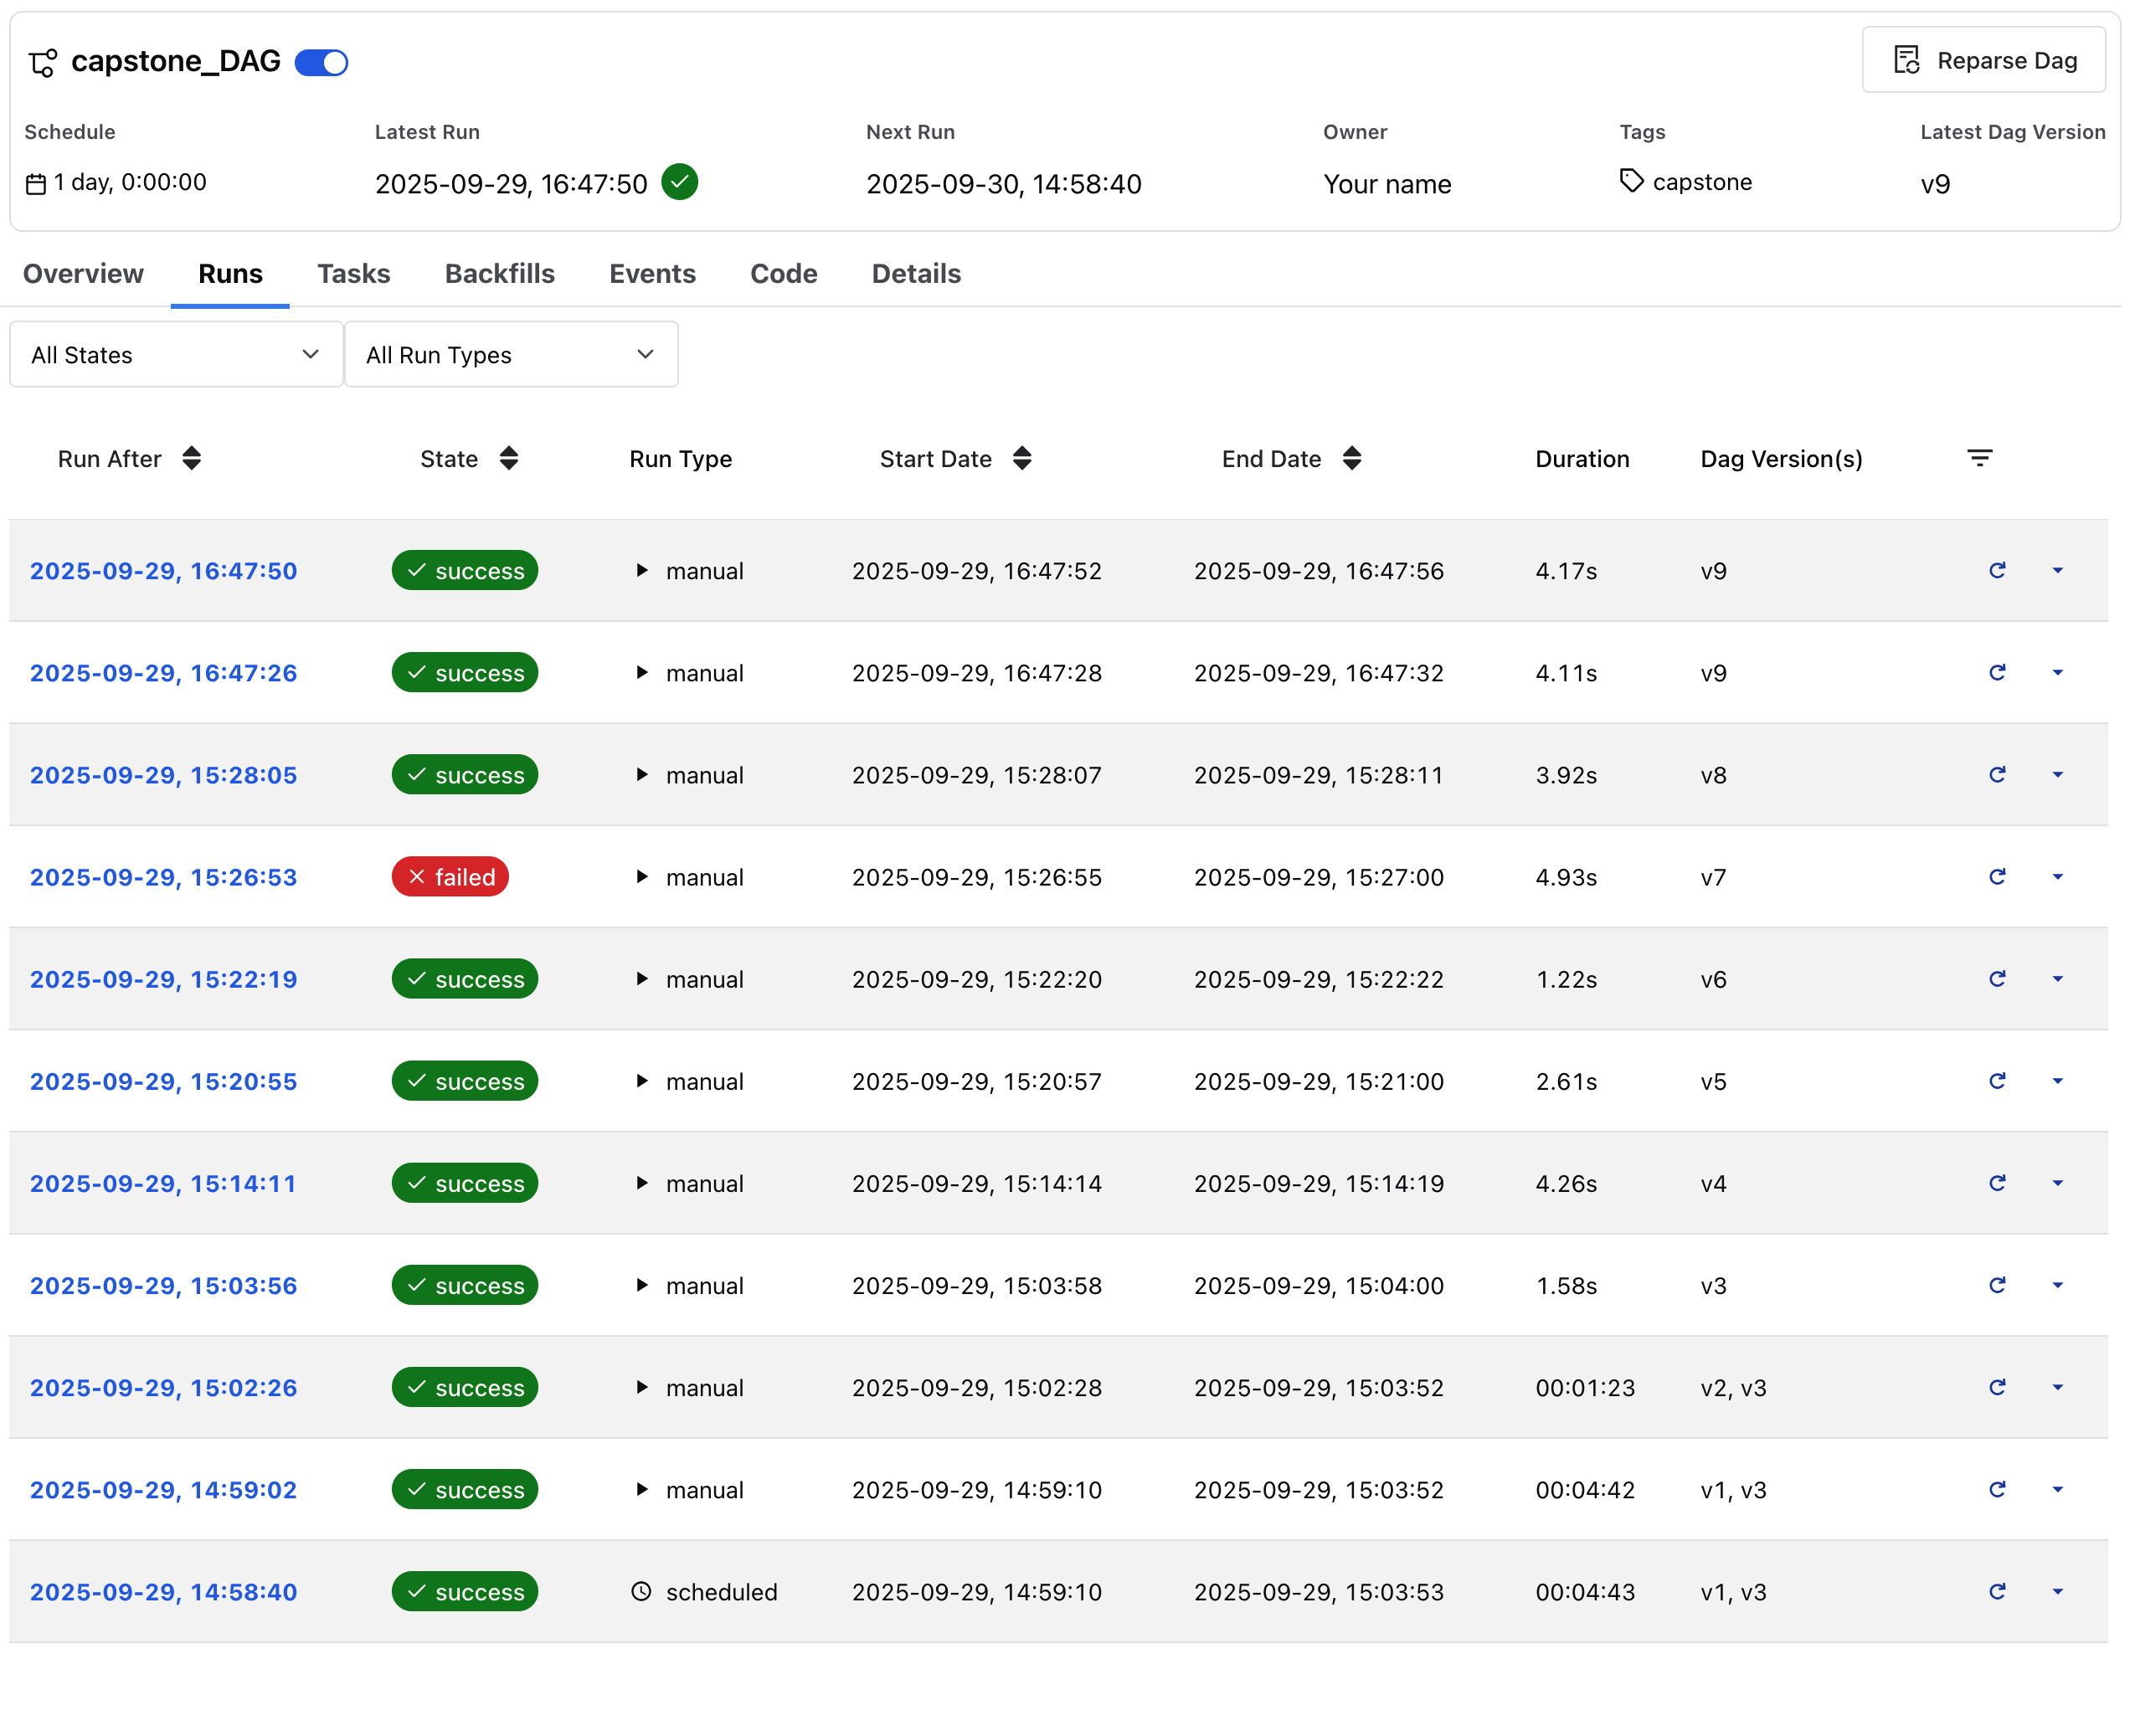 capstone_DAG
Reparse Dag
Schedule Latest Run Next Run Owner Tags Latest Dag Version
1 day, 0:00:00 2025-09-29, 16:47:50 2025-09-30, 14:58:40 Your name capstone v9
Overview Runs Tasks Backfills Events Code Details
All States All Run Types
Run After State Run Type Start Date End Date Duration Dag Version(s)
2025-09-29, 16:47:50 success manual 2025-09-29, 16:47:52 2025-09-29, 16:47:56 4.17s v9
2025-09-29, 16:47:26 success manual 2025-09-29, 16:47:28 2025-09-29, 16:47:32 4.11s v9
2025-09-29, 15:28:05 success manual 2025-09-29, 15:28:07 2025-09-29, 15:28:11 3.92s v8
2025-09-29, 15:26:53 failed manual 2025-09-29, 15:26:55 2025-09-29, 15:27:00 4.93s v7
2025-09-29, 15:22:19 success manual 2025-09-29, 15:22:20 2025-09-29, 15:22:22 1.22s v6
2025-09-29, 15:20:55 success manual 2025-09-29, 15:20:57 2025-09-29, 15:21:00 2.61s v5
2025-09-29, 15:14:11 success manual 2025-09-29, 15:14:14 2025-09-29, 15:14:19 4.26s v4
2025-09-29, 15:03:56 success manual 2025-09-29, 15:03:58 2025-09-29, 15:04:00 1.58s v3
2025-09-29, 15:02:26 success manual 2025-09-29, 15:02:28 2025-09-29, 15:03:52 00:01:23 v2, v3
2025-09-29, 14:59:02 success manual 2025-09-29, 14:59:10 2025-09-29, 15:03:52 00:04:42 v1, v3
2025-09-29, 14:58:40 success scheduled 2025-09-29, 14:59:10 2025-09-29, 15:03:53 00:04:43 v1, v3